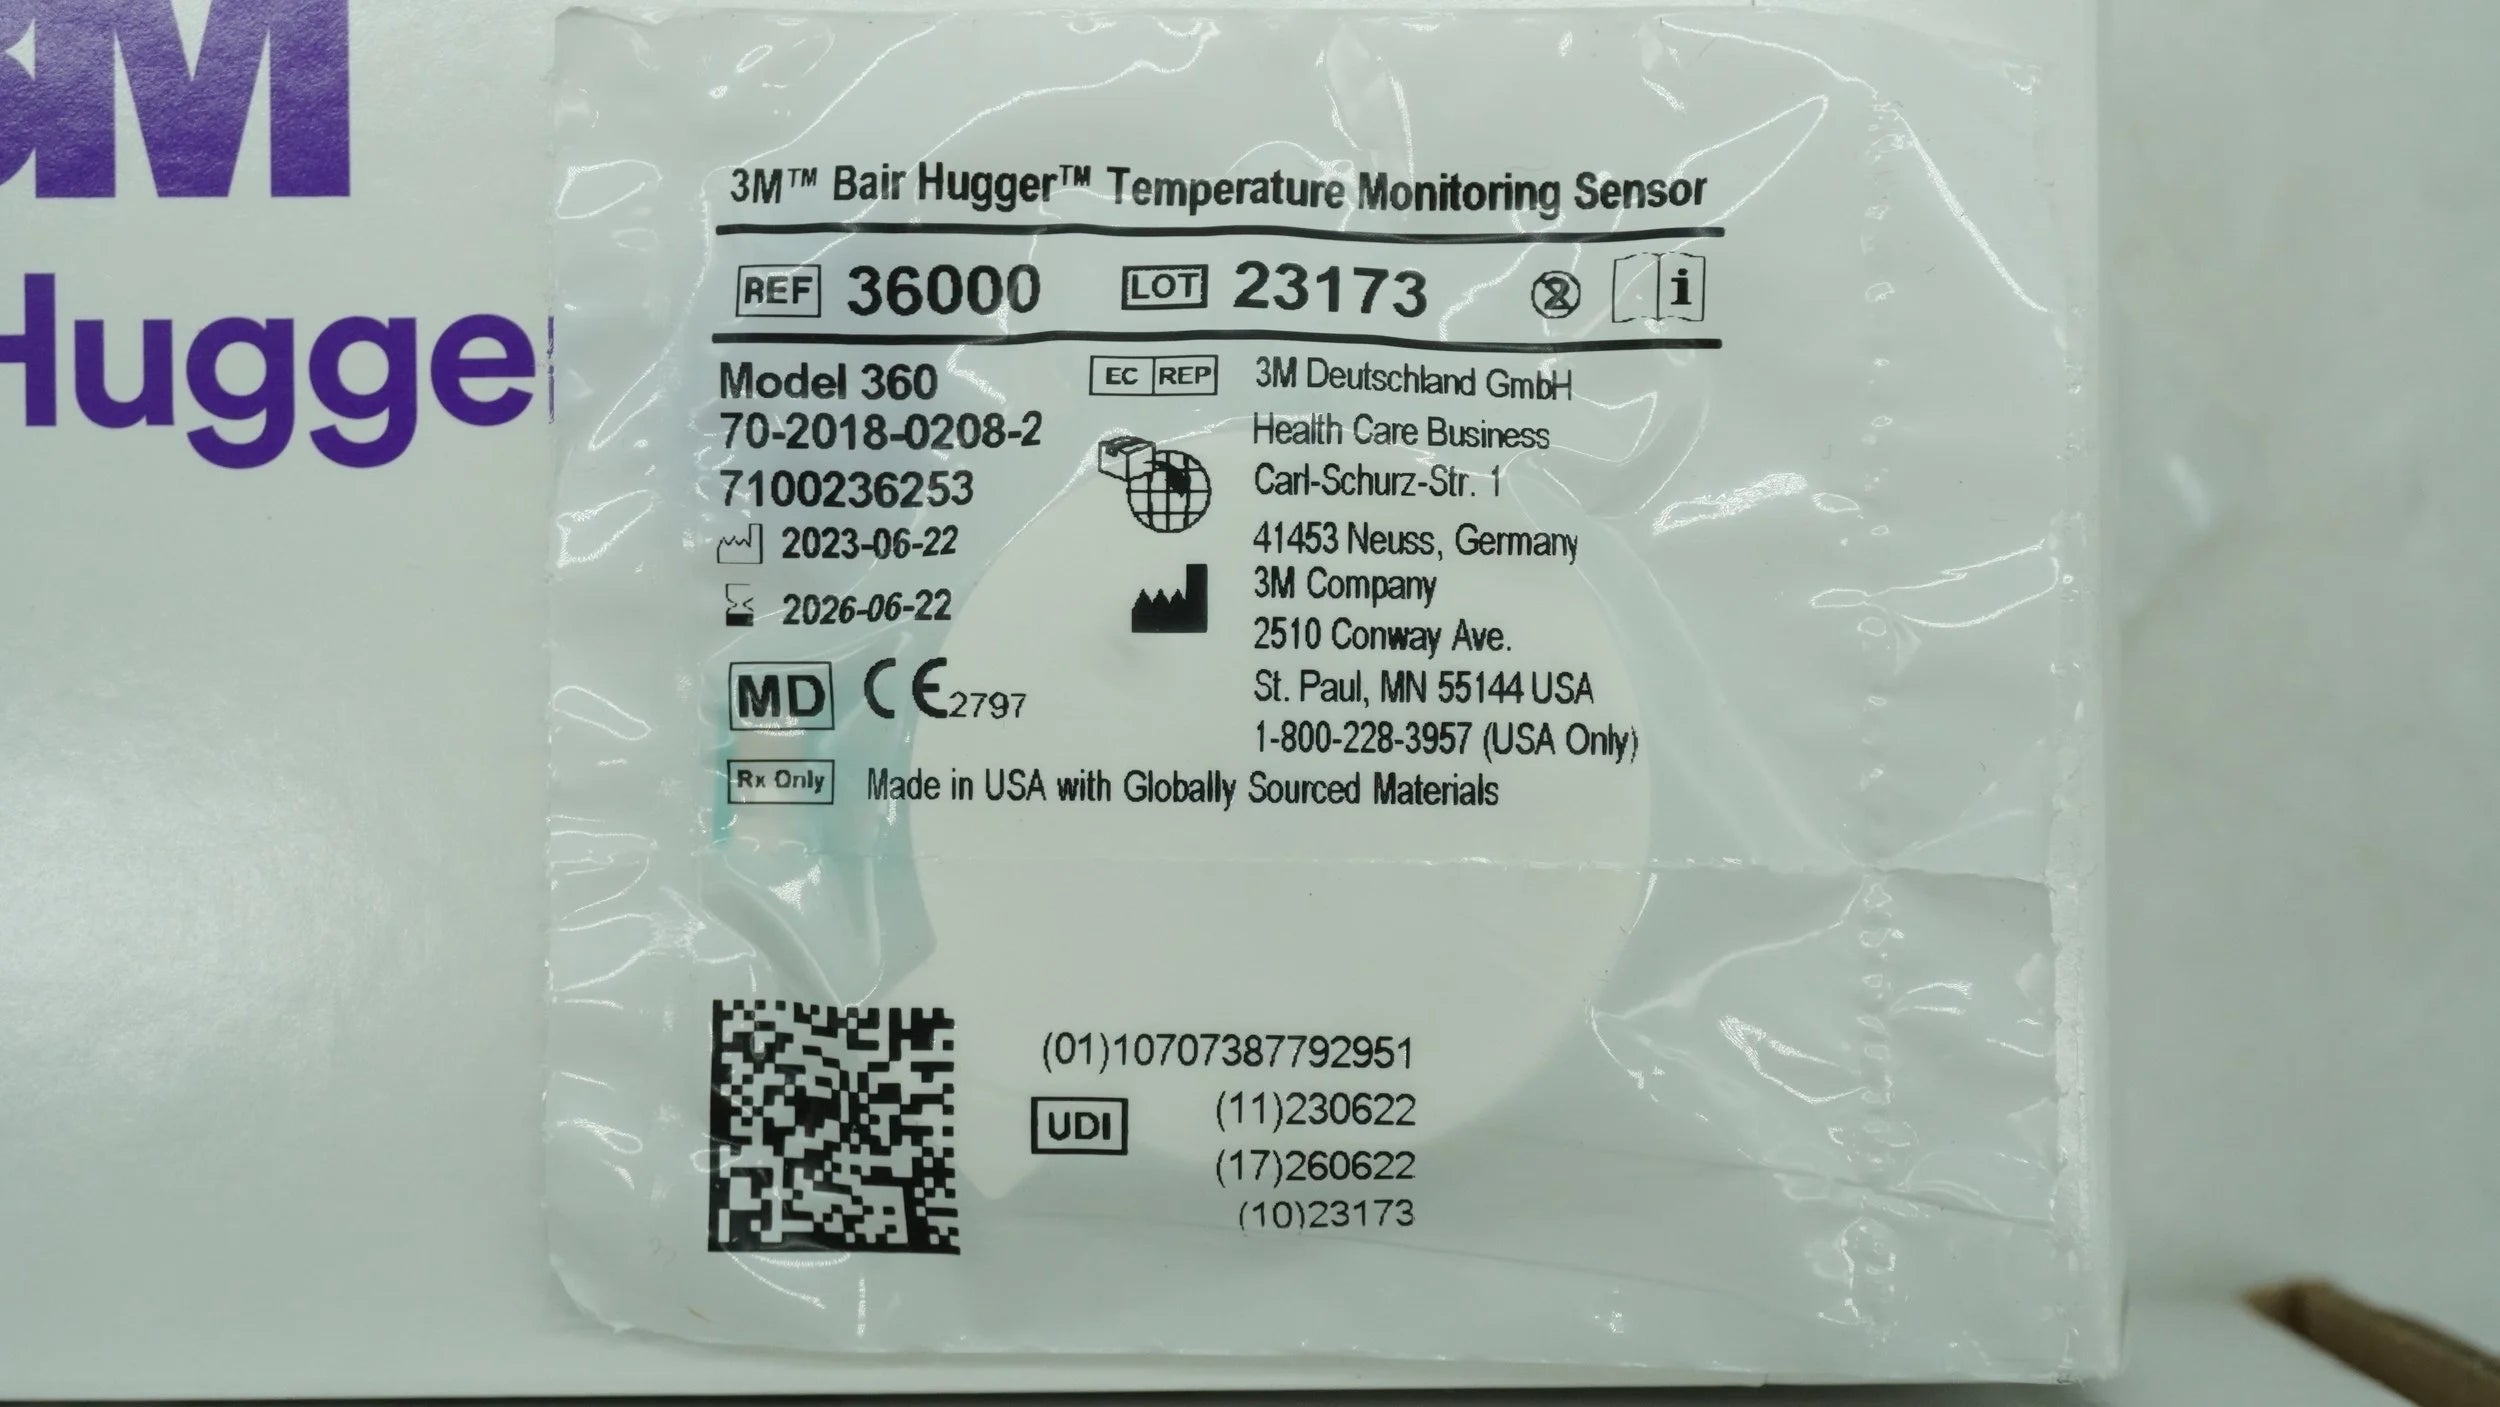 3M
Hugge
3M™ Bair Hugger™ Temperature Monitoring Sensor
REF 36000 LOT 23173 2 i
Model 360
70-2018-0208-2
7100236253
2023-06-22
2026-06-22
MD CE 2797
EC REP 3M Deutschland GmbH
Health Care Business
Carl-Schurz-Str. 1
41453 Neuss, Germany
3M Company
2510 Conway Ave.
St. Paul, MN 55144 USA
1-800-228-3957 (USA Only)
Rx Only Made in USA with Globally Sourced Materials
UDI
(01)10707387792951
(11)230622
(17)260622
(10)23173